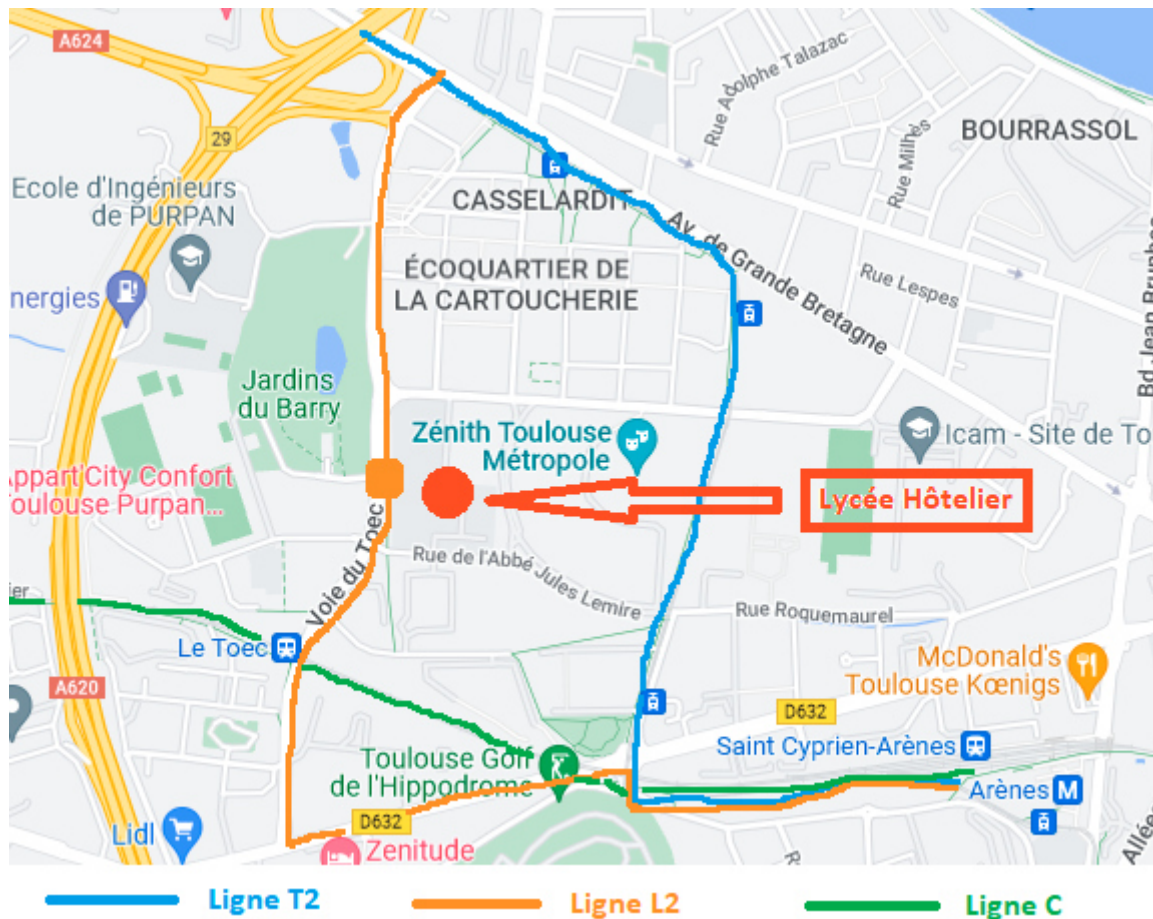 A624
29
Ecole d'Ingénieurs
de PURPAN
Rue Adolphe Talazac
Rue Milhès
BOURRASSOL
CASSELARDIT
Av. de Grande Bretagne
Rue Lespes
nergies
ÉCOQUARTIER DE
LA CARTOUCHERIE
Jardins
du Barry
Zénith Toulouse
Métropole
Icam - Site de To
Appart'City Confort
oulouse Purpan...
Lycée Hôtelier
Voie du Toec
Rue de l'Abbé Jules Lemire
ier
Rue Roquemaurel
Le Toec
A620
McDonald's
Toulouse Kœnigs
D632
Saint Cyprien-Arènes
Toulouse Golf
de l'Hippodrome
Arènes M
D632
Lidl
Zenitude
Allée
Ligne T2
Ligne L2
Ligne C